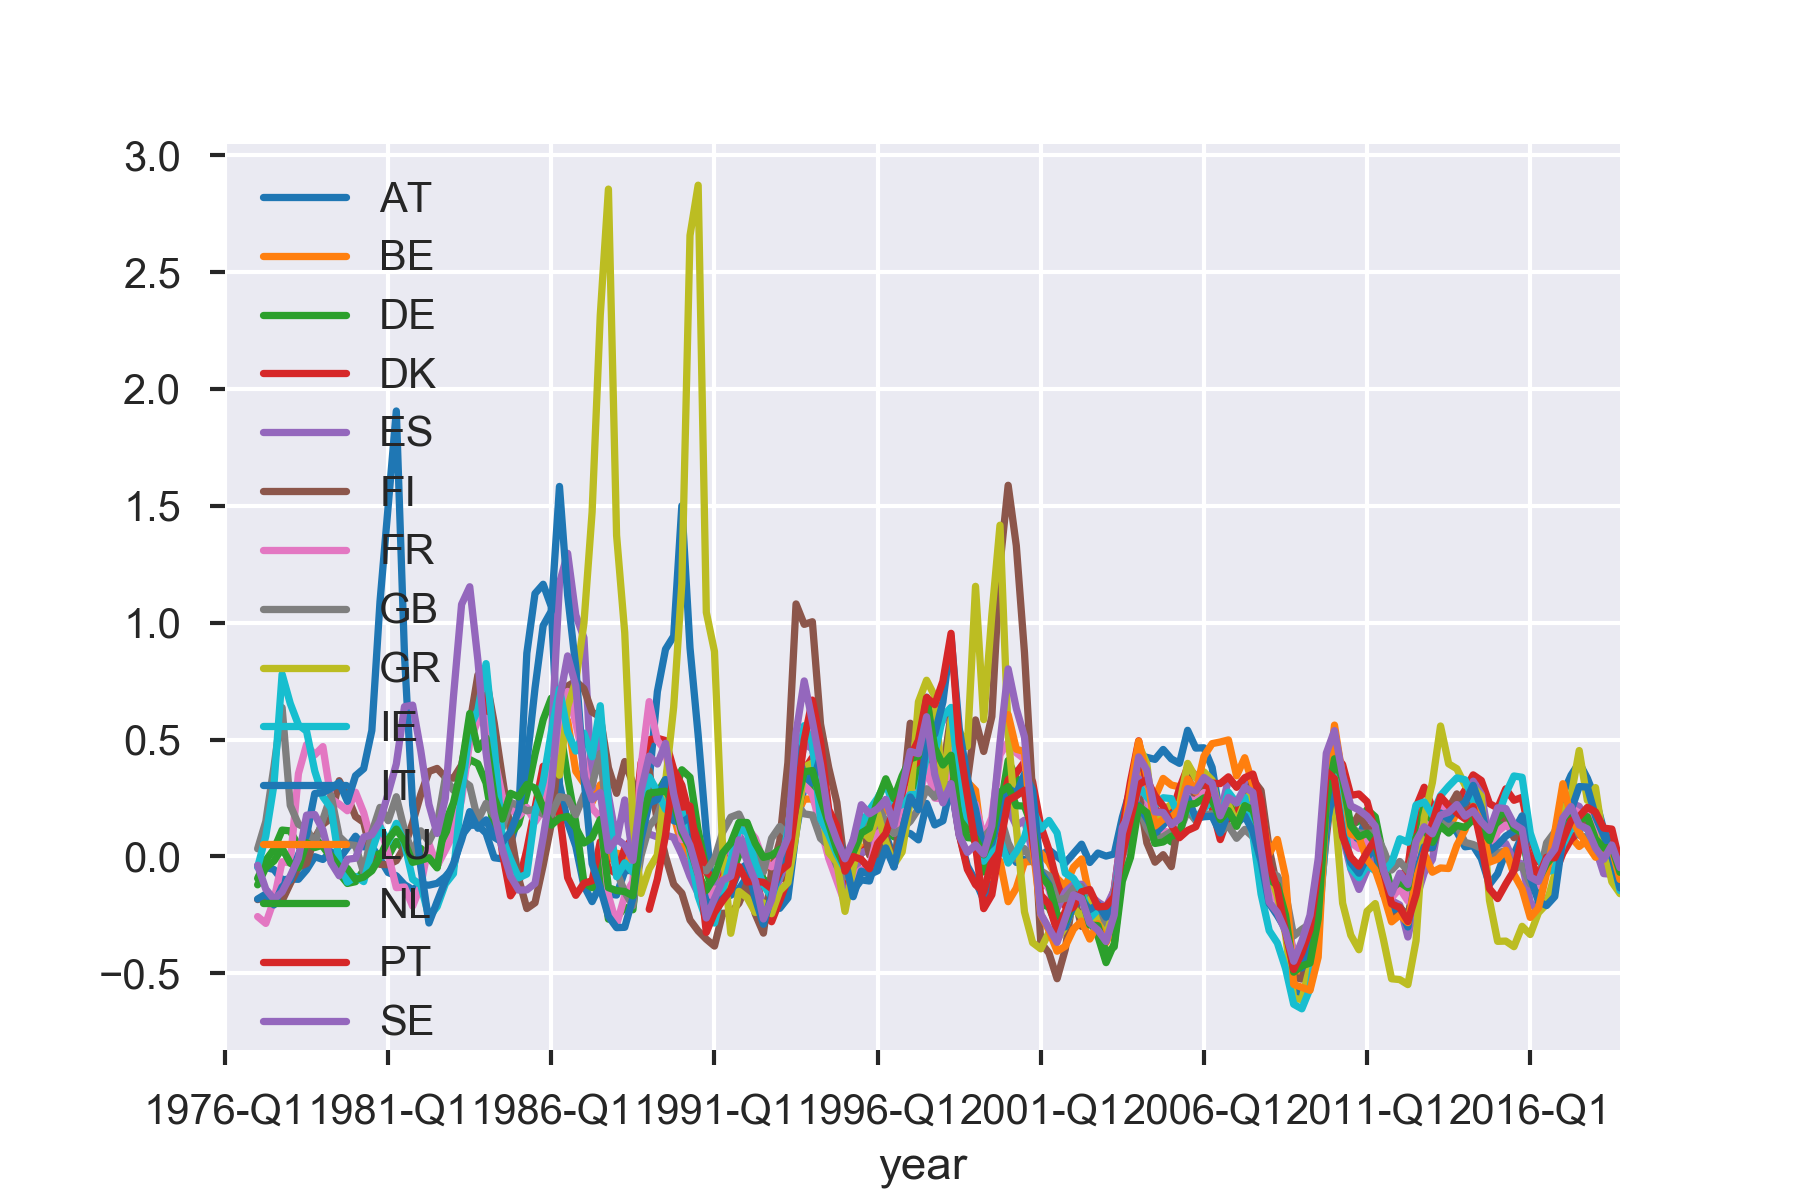 3.0
2.5
2.0
1.5
1.0
0.5
0.0
−0.5
AT
BE
DE
DK
ES
FI
FR
GB
GR
IE
IT
LU
NL
PT
SE
1976-Q1 1981-Q1 1986-Q1 1991-Q1 1996-Q1 2001-Q1 2006-Q1 2011-Q1 2016-Q1
year